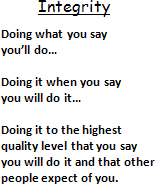 Integrity
Doing what you say
you'll do...
Doing it when you say
you will do it...
Doing it to the highest
quality level that you say
you will do it and that other
people expect of you.